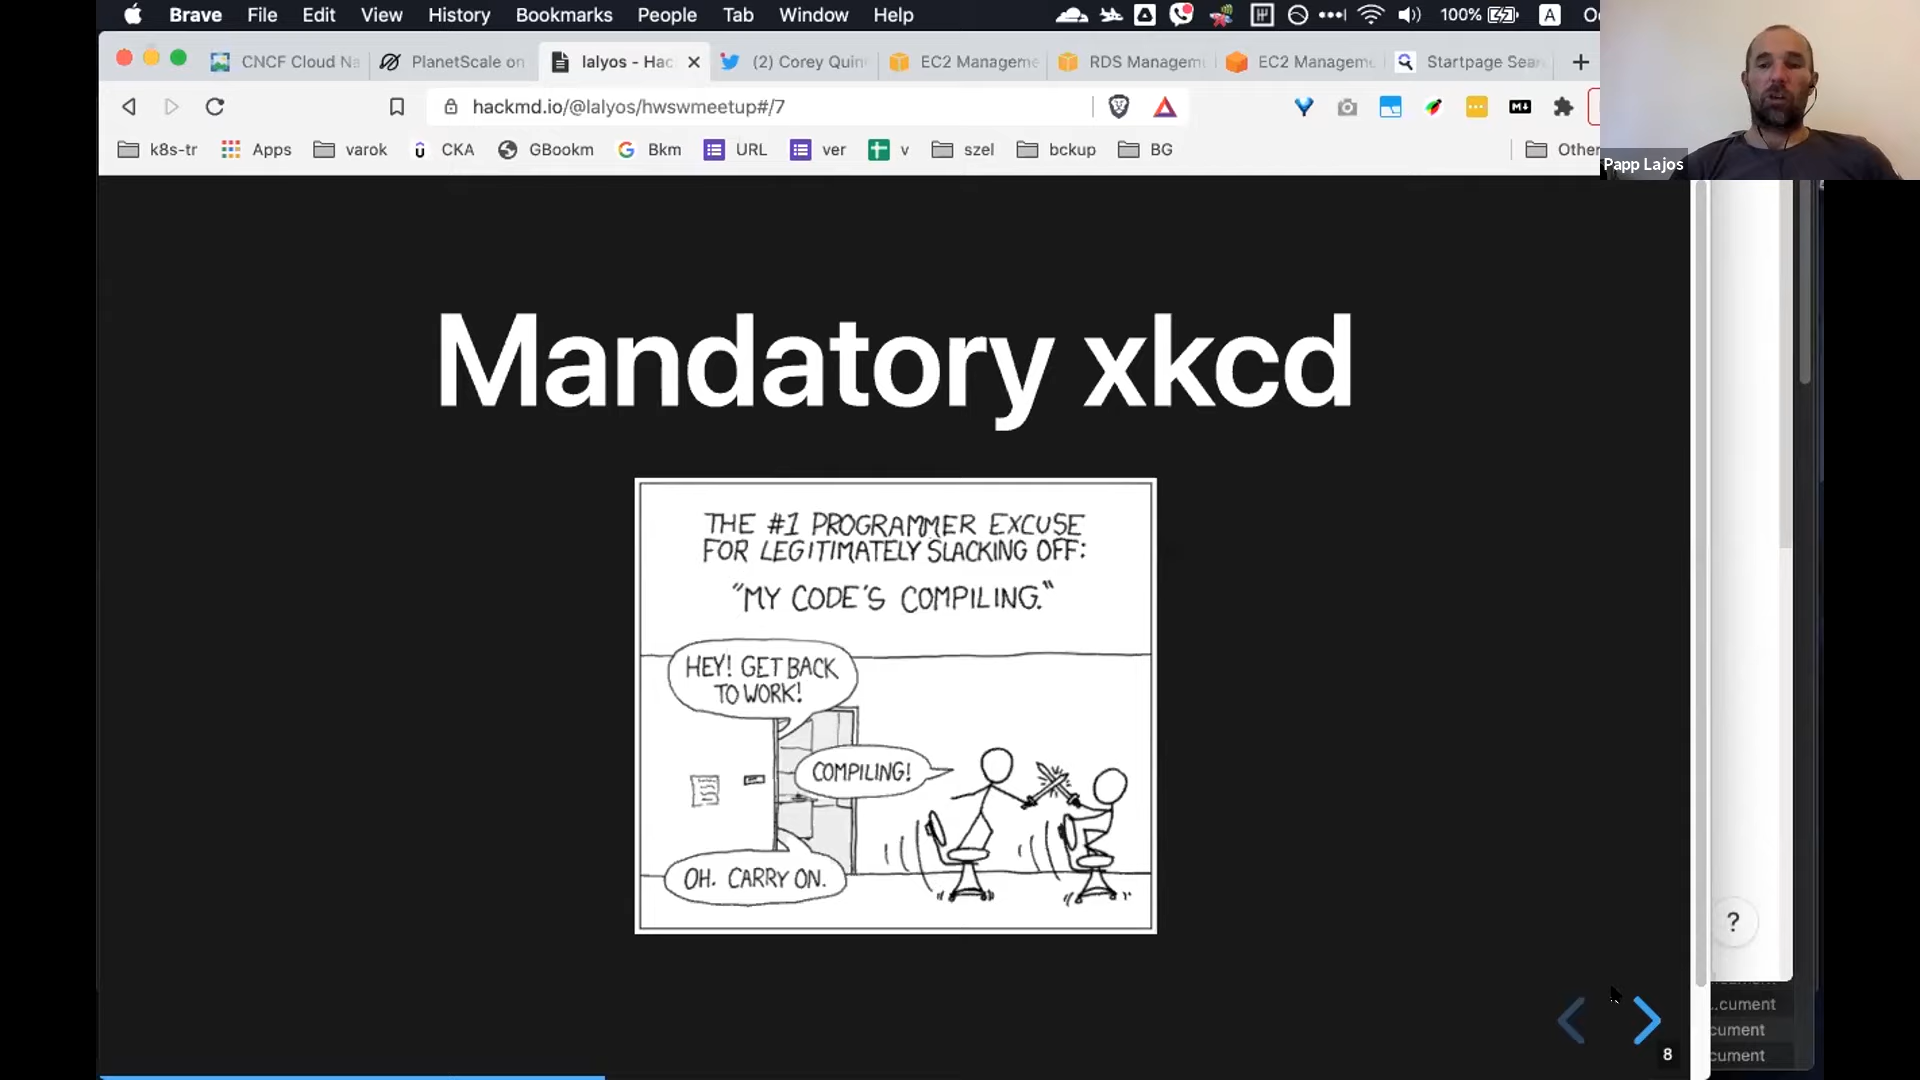 Brave File Edit View History Bookmarks People Tab Window Help 100% A
CNCF Cloud Na
PlanetScale on
lalyos - Hac
(2) Corey Quin
EC2 Manageme
RDS Managem
EC2 Manageme
Startpage Sear
hackmd.io/@lalyos/hwswmeetup#/7
k8s-tr Apps varok CKA GBookm Bkm URL ver v szel bckup BG Other
Papp Lajos
Mandatory xkcd
THE #1 PROGRAMMER EXCUSE
FOR LEGITIMATELY SLACKING OFF:
"MY CODE'S COMPILING."
HEY! GET BACK
TO WORK!
COMPILING!
OH. CARRY ON.
?
..cument
cument
cument
8